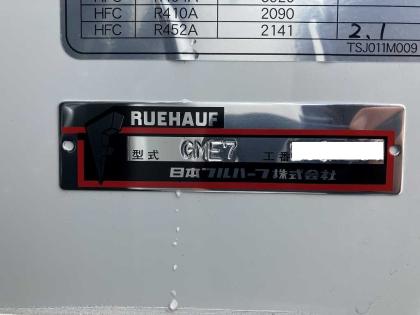 HFC R410A 2090
HFC R452A 2141 2.1
TSJ011M009
RUEHAUF
型式 GME7 工番
日本フルハーフ株式会社